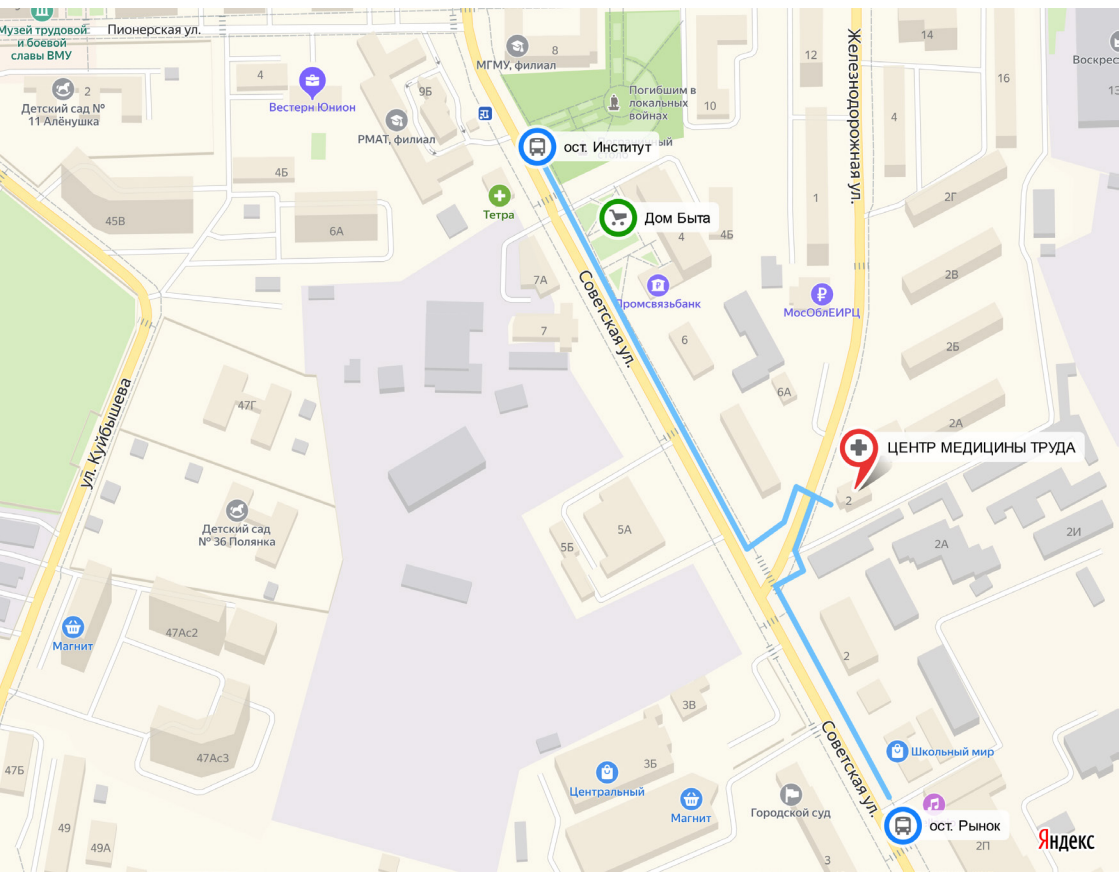 Музей трудовой
и боевой
славы ВМУ
Пионерская ул.
МГМУ, филиал
8
12
14
Железнодорожная ул.
Воскрес
2
Детский сад №
11 Алёнушка
4
Вестерн Юнион
9Б
РМАТ, филиал
Погибшим в
локальных
войнах
10
16
13
4
ост. Институт
ый
4Б
45В
6А
Тетра
Дом Быта
4
4Б
1
2Г
7А
Промсвязьбанк
МосОблЕИРЦ
2В
Советская ул.
7
6
2Б
6А
47Г
ул. Куйбышева
2А
ЦЕНТР МЕДИЦИНЫ ТРУДА
2
Детский сад
№ 36 Полянка
5А
5Б
2А
2И
Магнит
47Ас2
2
3В
47Ас3
47Б
3Б
Центральный
Магнит
Советская ул.
Школьный мир
Городской суд
ост. Рынок
49
49А
3
2П
Яндекс